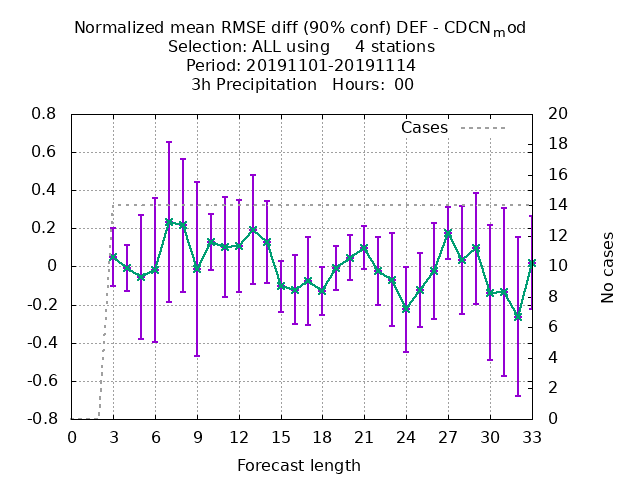 Normalized mean RMSE diff (90% conf) DEF - CDCNmod
Selection: ALL using 4 stations
Period: 20191101-20191114
3h Precipitation Hours: 00
Cases
0.8
0.6
0.4
0.2
0
-0.2
-0.4
-0.6
-0.8
20
18
16
14
12
10
8
6
4
2
0
No cases
0 3 6 9 12 15 18 21 24 27 30 33
Forecast length